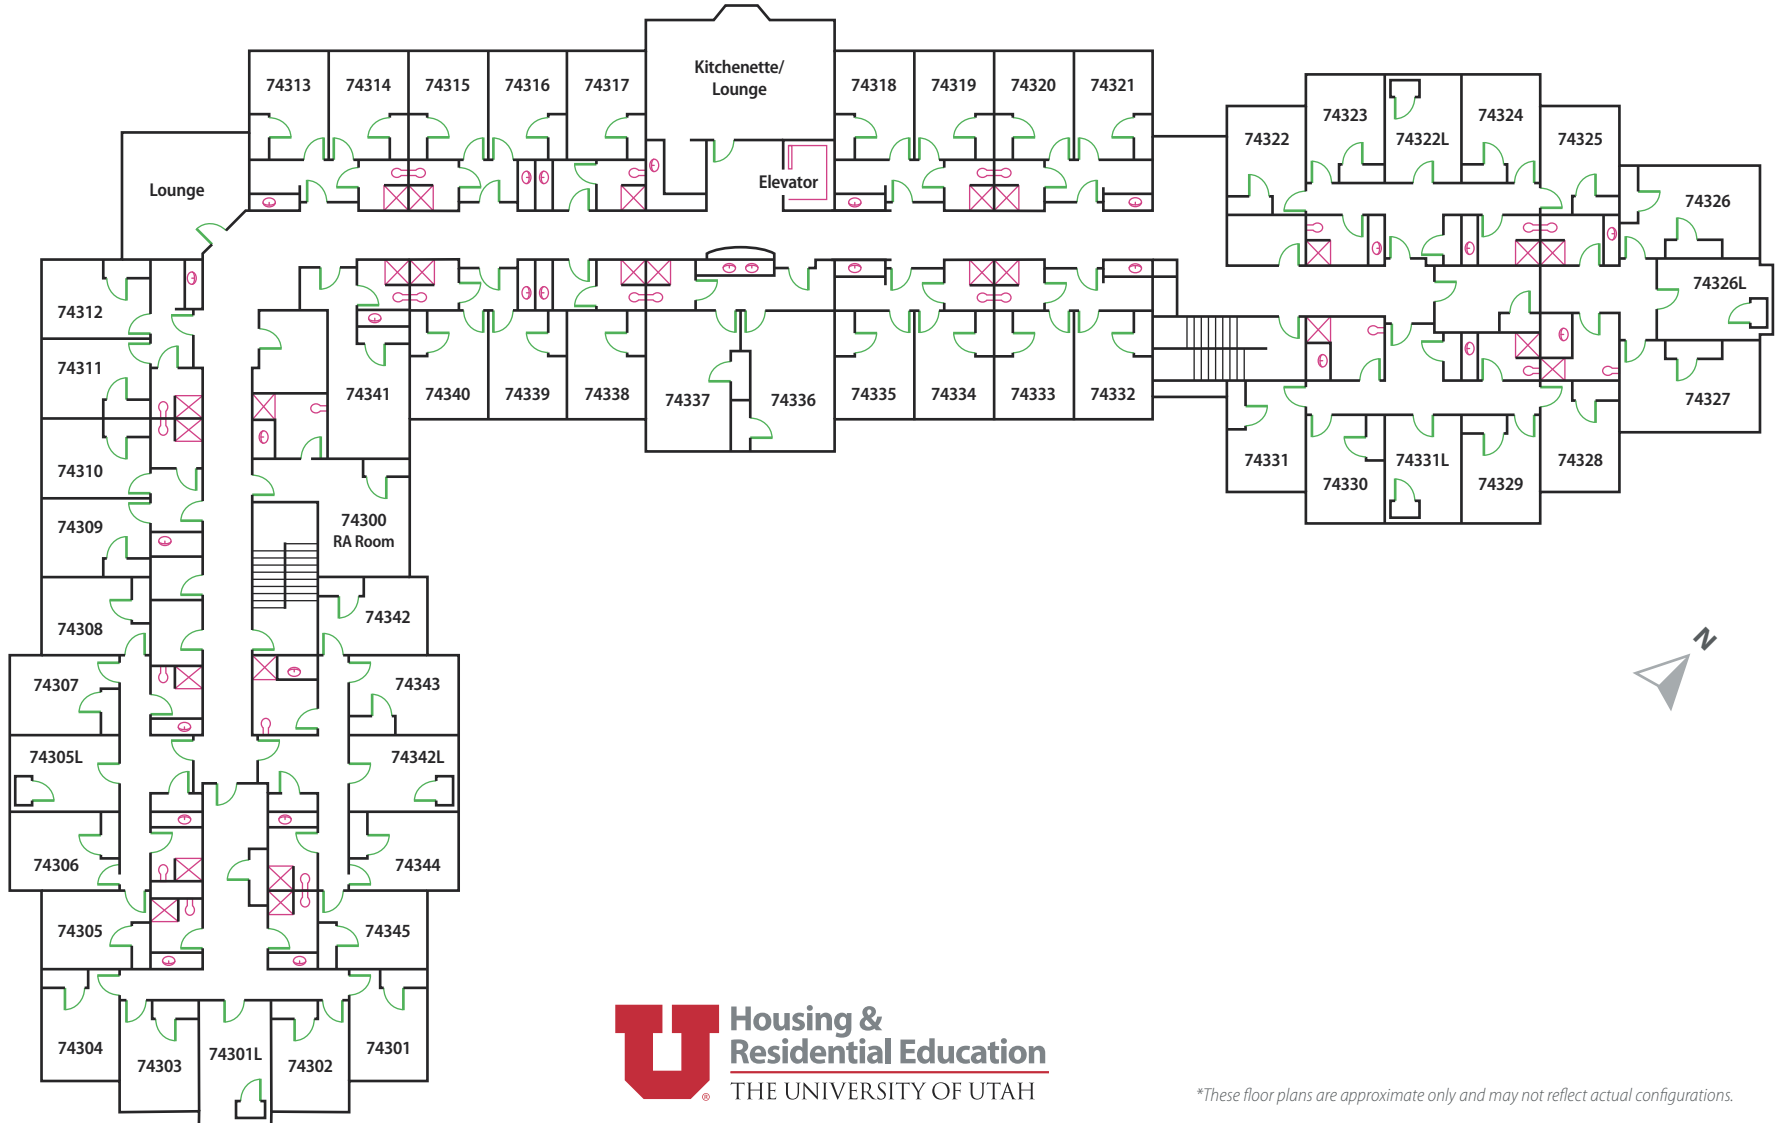 74313
74314
74315
74316
74317
Kitchenette/
Lounge
74318
74319
74320
74321
74322
74323
74322L
74324
74325
Lounge
Elevator
74326
74326L
74312
74311
74341
74340
74339
74338
74337
74336
74335
74334
74333
74332
74327
74331
74330
74331L
74329
74328
74310
74309
74300
RA Room
74308
74342
74307
74343
74305L
74342L
74306
74344
74305
74345
74304
74303
74301L
74302
74301
N
U
®
Housing &
Residential Education
THE UNIVERSITY OF UTAH
*These floor plans are approximate only and may not reflect actual configurations.